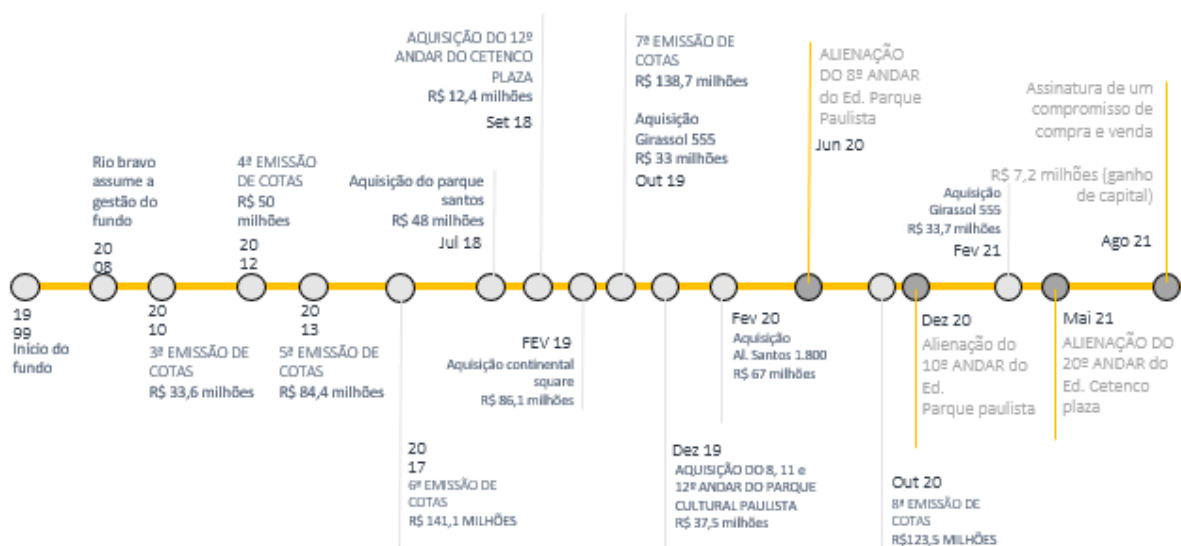 19
99
Início do
fundo
Rio bravo
assume a
gestão do
fundo
20
08
20
10
3ª EMISSÃO DE
COTAS
R$ 33,6 milhões
4ª EMISSÃO
DE COTAS
R$ 50
milhões
20
12
20
13
5ª EMISSÃO DE
COTAS
R$ 84,4 milhões
20
17
6ª EMISSÃO DE
COTAS
R$ 141,1 MILHÕES
Aquisição do parque
santos
R$ 48 milhões
Jul 18
AQUISIÇÃO DO 12º
ANDAR DO CETENCO
PLAZA
R$ 12,4 milhões
Set 18
FEV 19
Aquisição continental
square
R$ 86,1 milhões
7ª EMISSÃO DE
COTAS
R$ 138,7 milhões
Aquisição
Girassol 555
R$ 33 milhões
Out 19
Dez 19
AQUISIÇÃO DO 8, 11 e
12º ANDAR DO PARQUE
CULTURAL PAULISTA
R$ 37,5 milhões
Fev 20
Aquisição
Al. Santos 1.800
R$ 67 milhões
ALIENAÇÃO
DO 8º ANDAR
do Ed. Parque
Paulista
Jun 20
Out 20
8ª EMISSÃO DE
COTAS
R$123,5 MILHÕES
Dez 20
Alienação do
10º ANDAR do
Ed.
Parque paulista
Aquisição
Girassol 555
R$ 33,7 milhões
Fev 21
Mai 21
ALIENAÇÃO DO
20º ANDAR do
Ed. Cetenco
plaza
Assinatura de um
compromisso de
compra e venda
R$ 7,2 milhões (ganho
de capital)
Ago 21